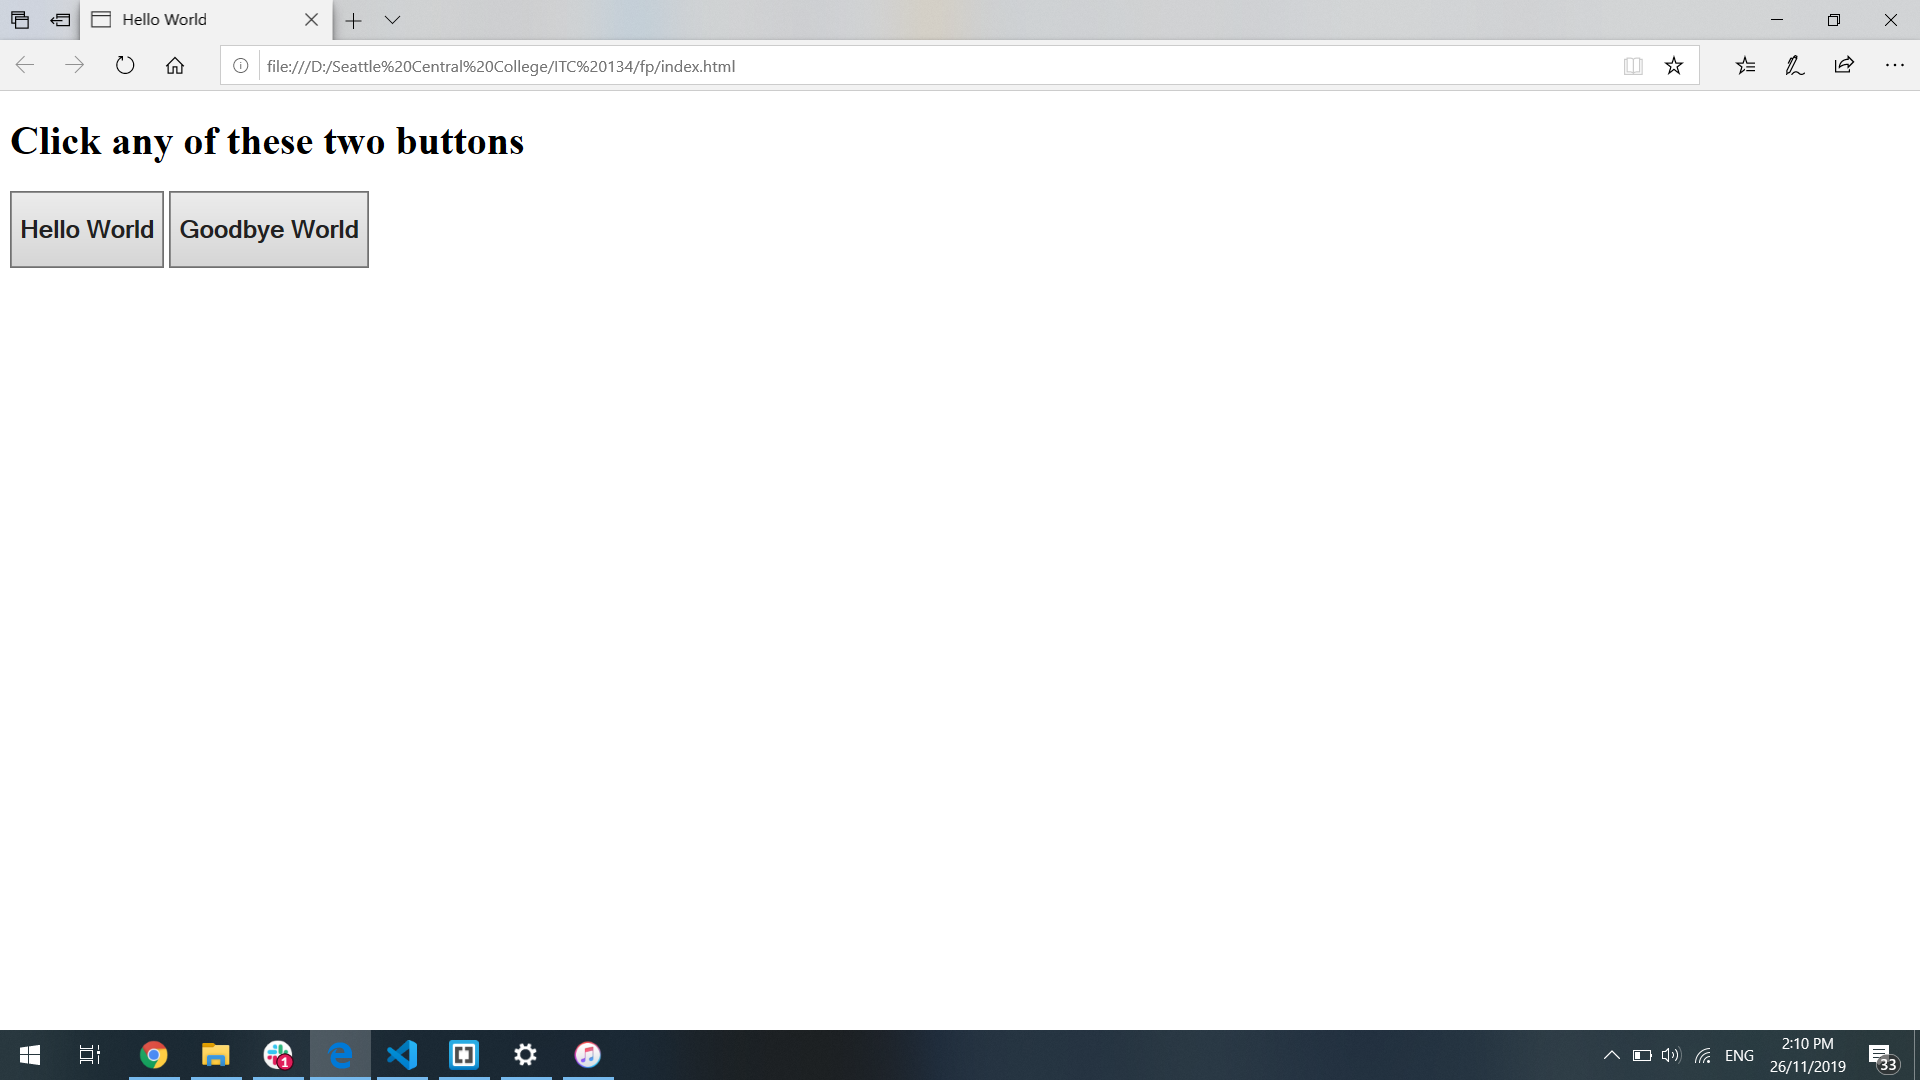 Hello World
file:///D:/Seattle%20Central%20College/ITC%20134/fp/index.html
Click any of these two buttons
Hello World Goodbye World
1
ENG
2:10 PM
26/11/2019
33